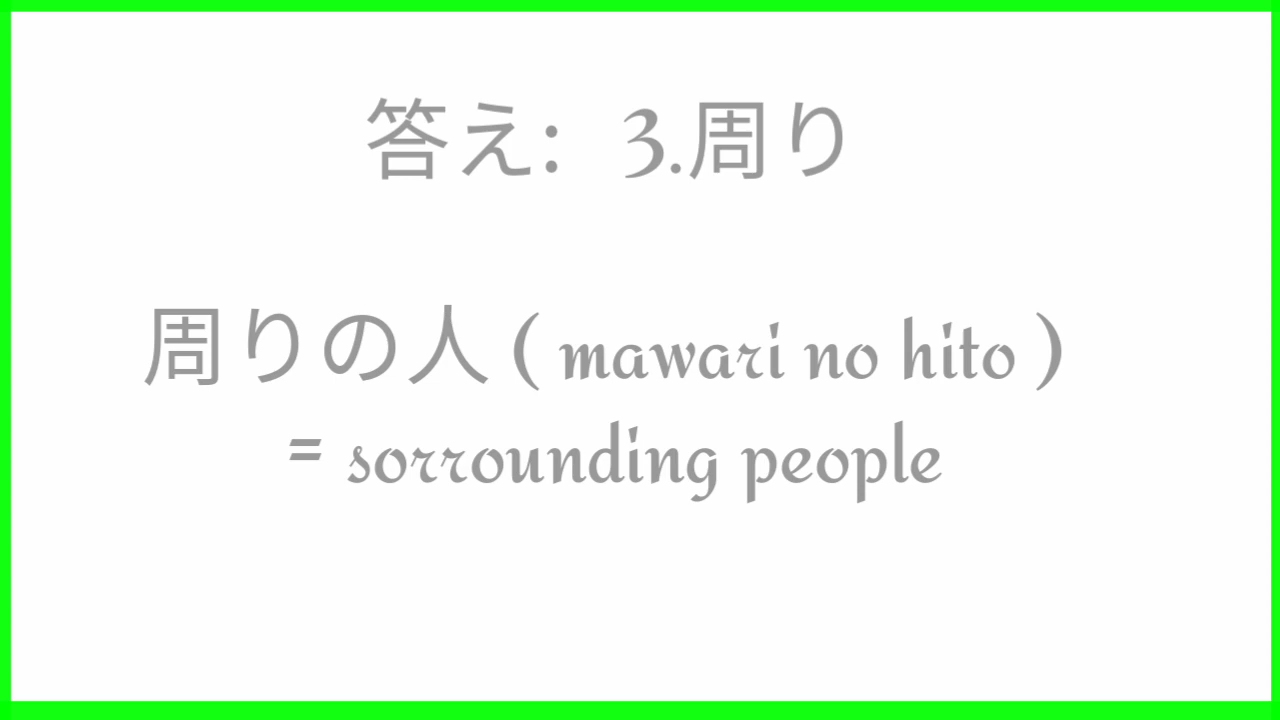 答え: 3.周り
周りの人 ( mawari no hito )
= sorrounding people